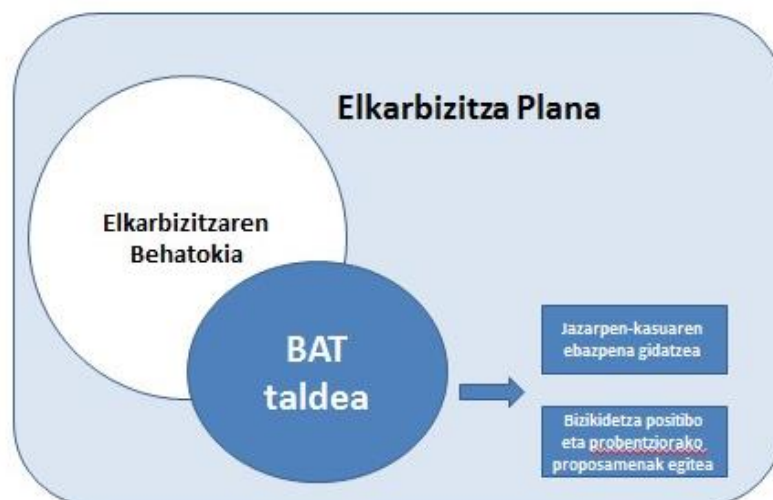 Elkarbizitza Plana
Elkarbizitzaren
Behatokia
BAT
taldea
Jazarpen-kasuaren
ebazpena gidatzea
Bizikidetza positibo
eta probentziorako
proposamenak egitea